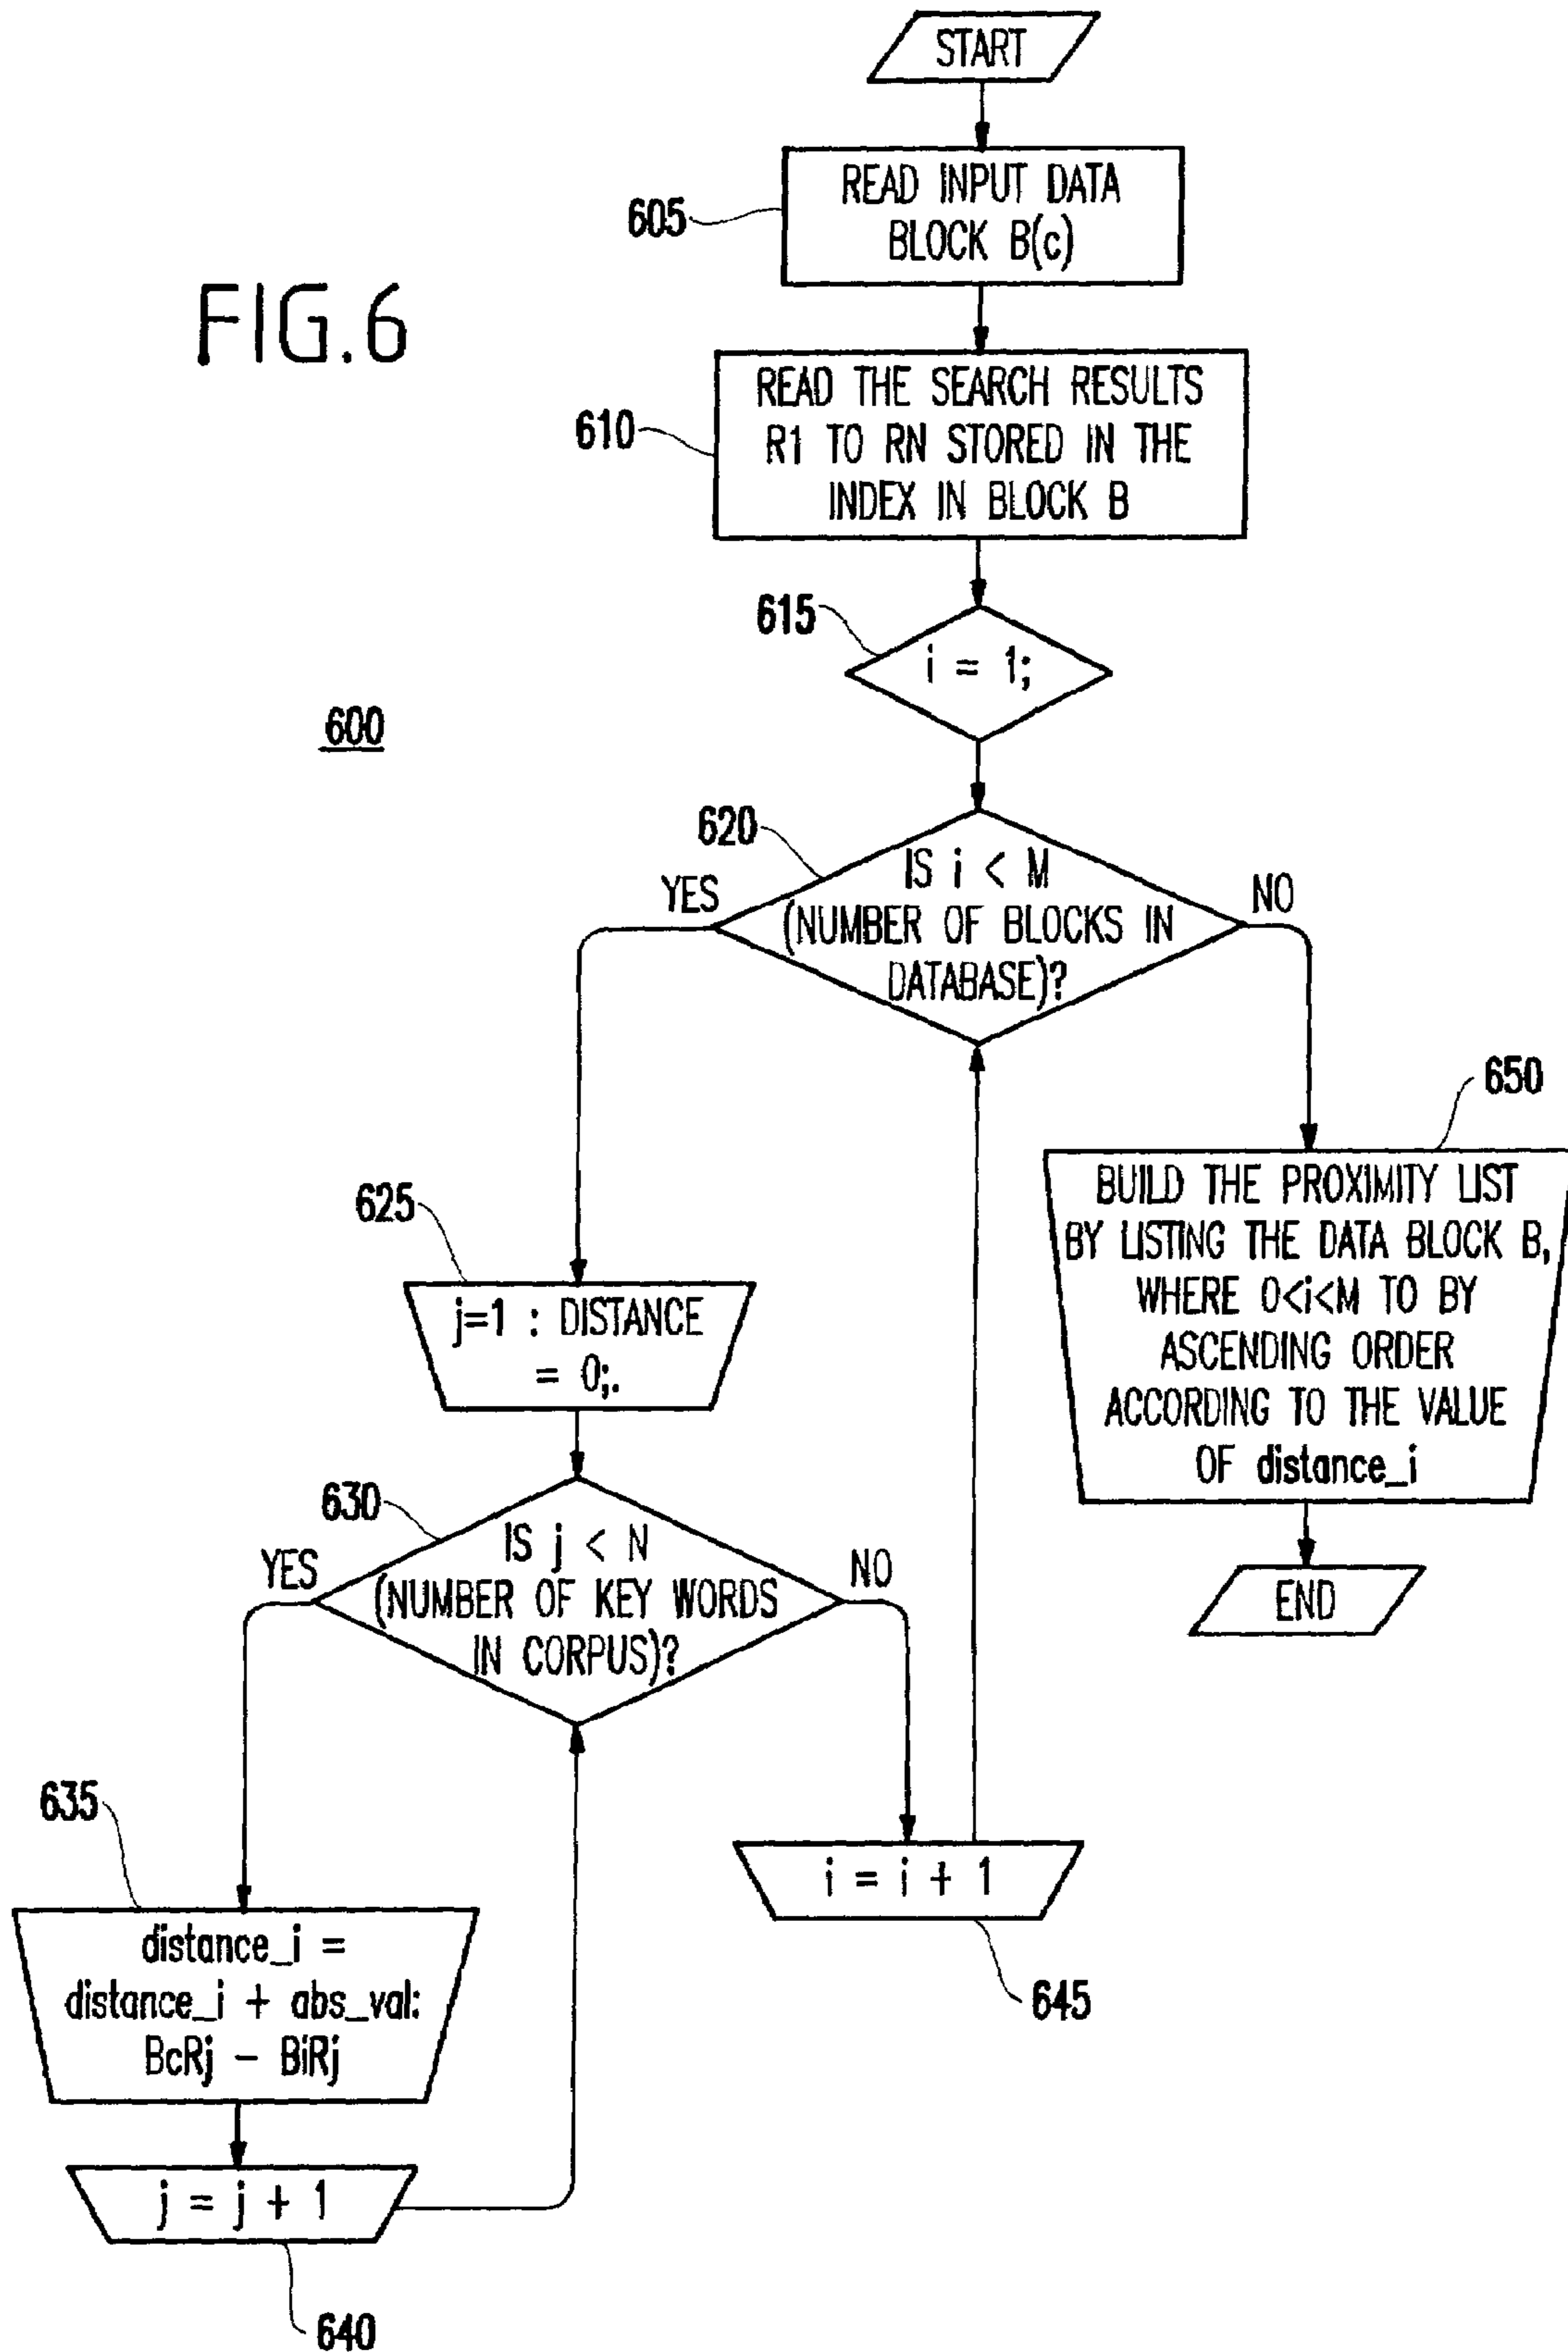 START
READ INPUT DATA
BLOCK B(c)
605
FIG.6
READ THE SEARCH RESULTS
R1 TO RN STORED IN THE
INDEX IN BLOCK B
610
615
i = 1;
600
620
IS i < M
(NUMBER OF BLOCKS IN
DATABASE)?
YES
NO
650
BUILD THE PROXIMITY LIST
BY LISTING THE DATA BLOCK B,
WHERE 0<i<M TO BY
ASCENDING ORDER
ACCORDING TO THE VALUE
OF distance_i
END
625
j=1 : DISTANCE
= 0;.
630
IS j < N
(NUMBER OF KEY WORDS
IN CORPUS)?
YES
NO
635
distance_i =
distance_i + abs_val:
BcRj - BiRj
i = i + 1
645
j = j + 1
640